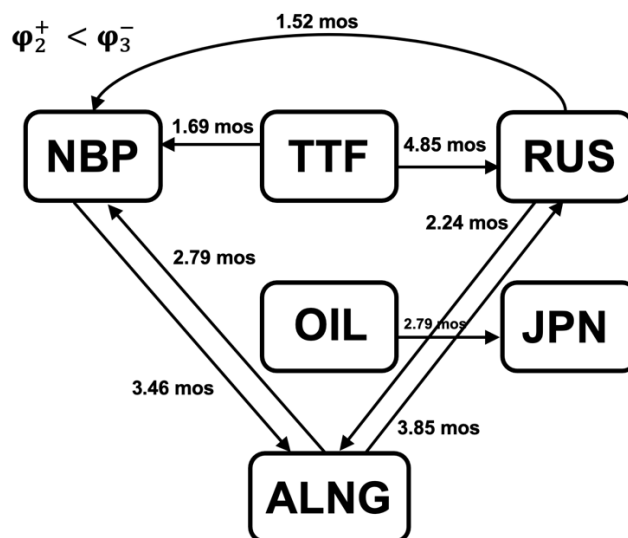 1.52 mos
φ₂⁺ < φ₃⁻
NBP
1.69 mos
TTF
4.85 mos
RUS
2.79 mos
2.24 mos
OIL
2.79 mos
JPN
3.46 mos
3.85 mos
ALNG